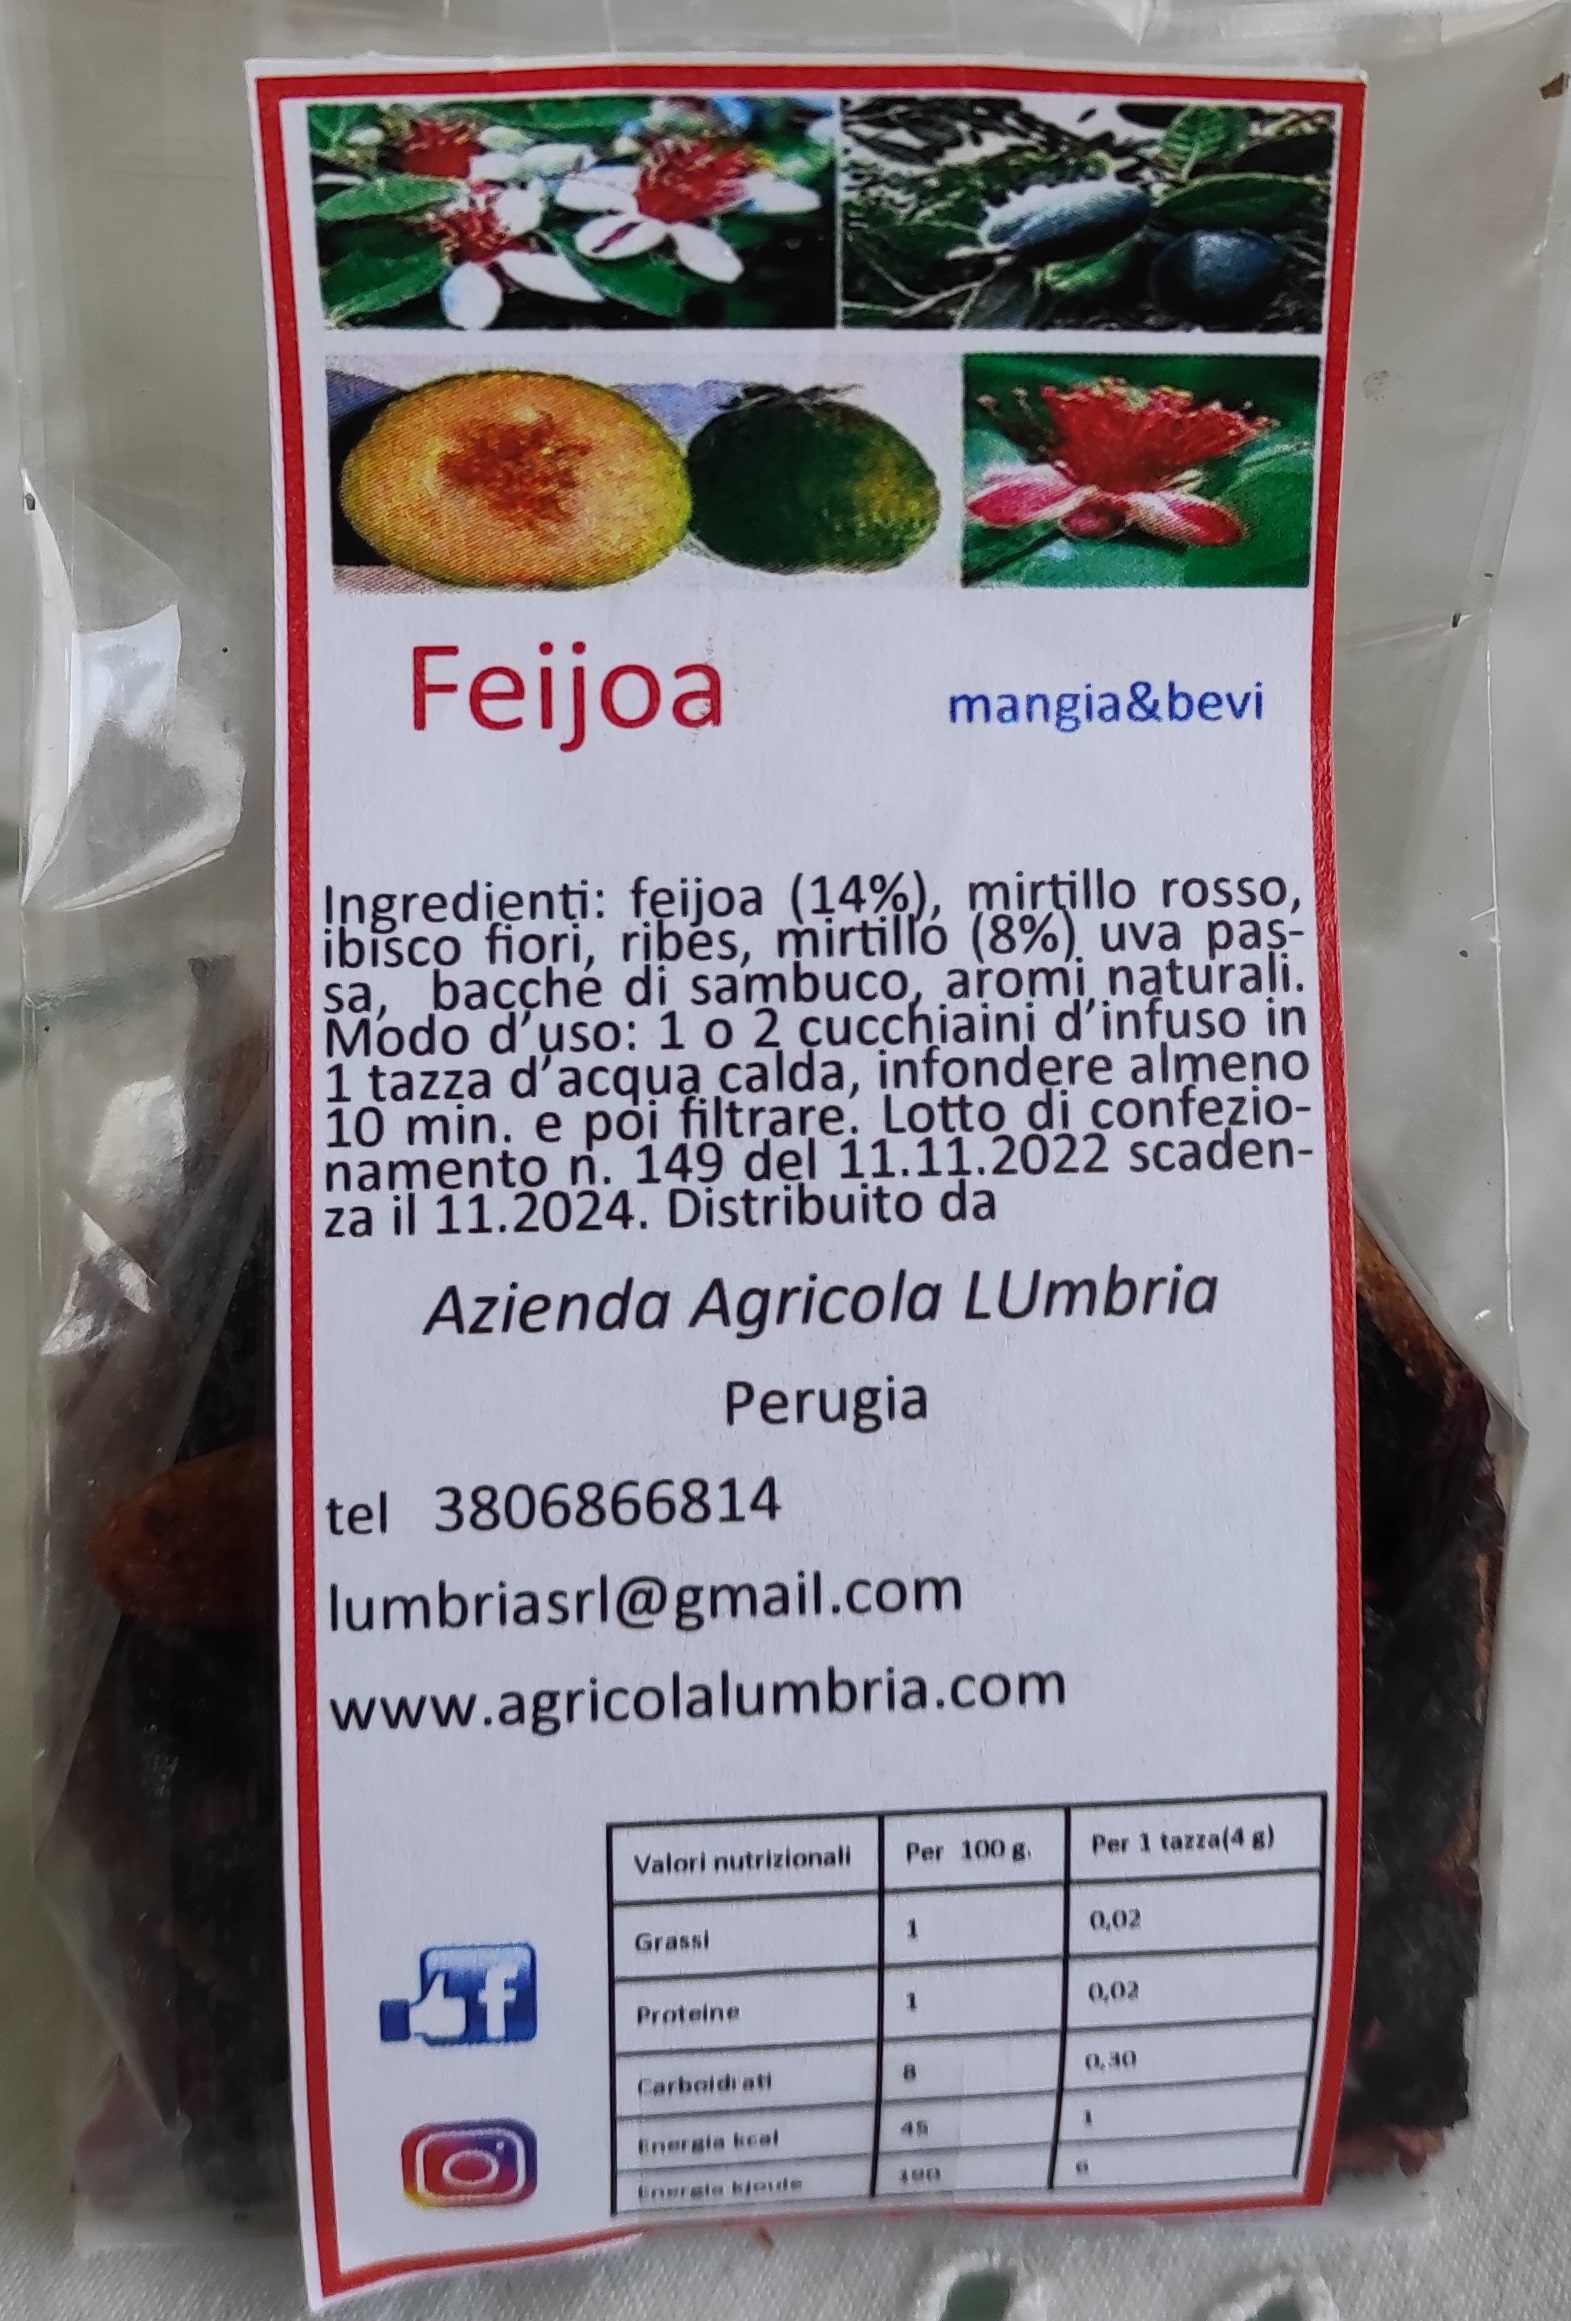 Feijoa
mangia&bevi
Ingredienti: feijoa (14%), mirtillo rosso,
ibisco fiori, ribes, mirtillo (8%) uva pas-
sa, bacche di sambuco, aromi naturali.
Modo d'uso: 1 o 2 cucchiaini d'infuso in
1 tazza d'acqua calda, infondere almeno
10 min. e poi filtrare. Lotto di confezio-
namento n. 149 del 11.11.2022 scaden-
za il 11.2024. Distribuito da
Azienda Agricola LUmbria
Perugia
tel 3806866814
lumbriasrl@gmail.com
www.agricolalumbria.com
Valori nutrizionali Per 100 g. Per 1 tazza(4 g)
Grassi 1 0,02
Proteine 1 0,02
Carboidrati 8 0,30
Energia kcal 45 1
Energia kjoule 6
f